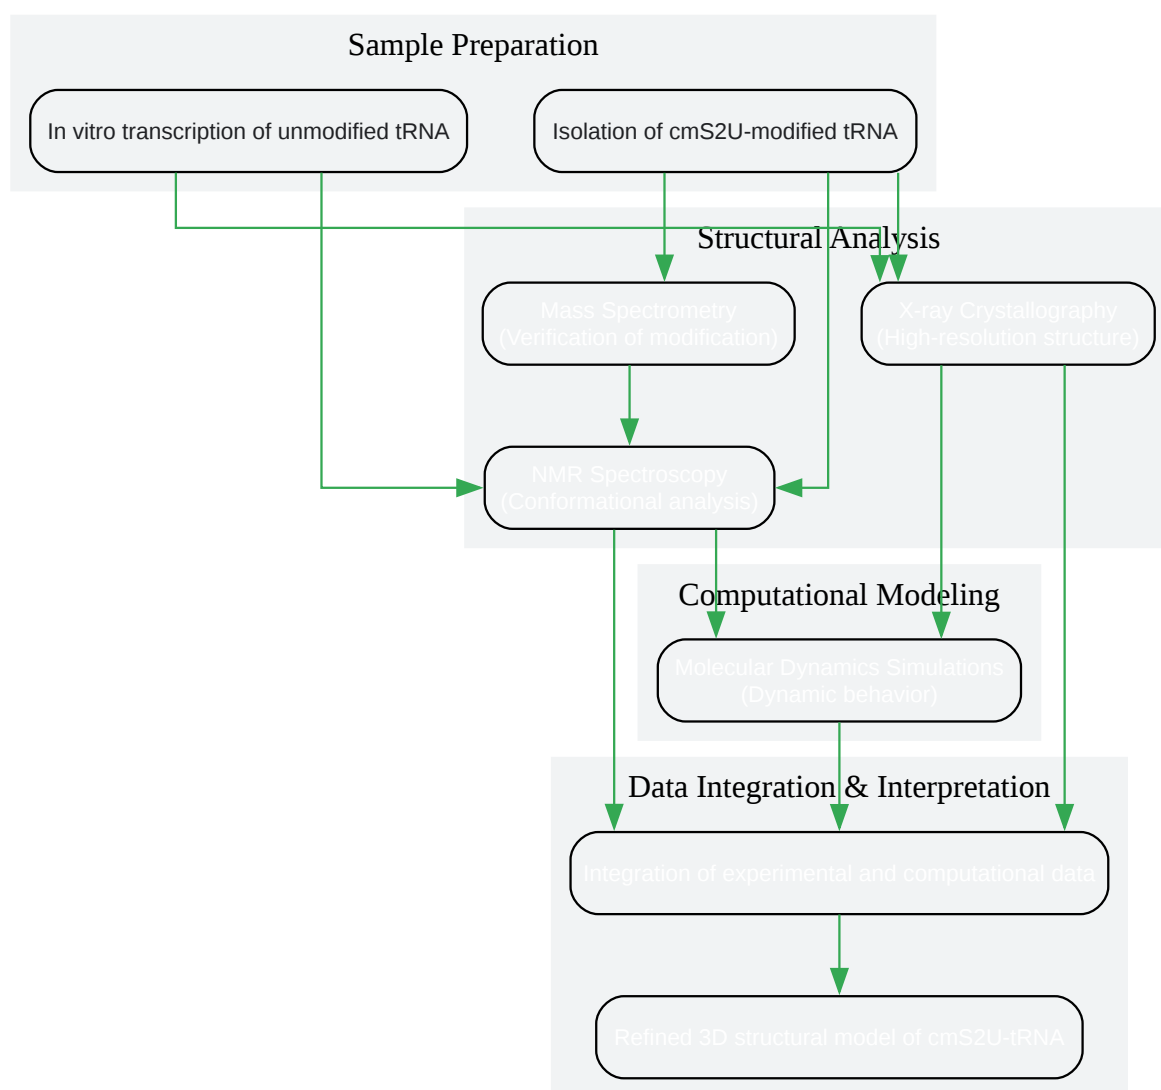 Sample Preparation
In vitro transcription of unmodified tRNA
Isolation of cmS2U-modified tRNA
Structural Analysis
Mass Spectrometry
(Verification of modification)
X-ray Crystallography
(High-resolution structure)
NMR Spectroscopy
(Conformational analysis)
Computational Modeling
Molecular Dynamics Simulations
(Dynamic behavior)
Data Integration & Interpretation
Integration of experimental and computational data
Refined 3D structural model of cmS2U-tRNA